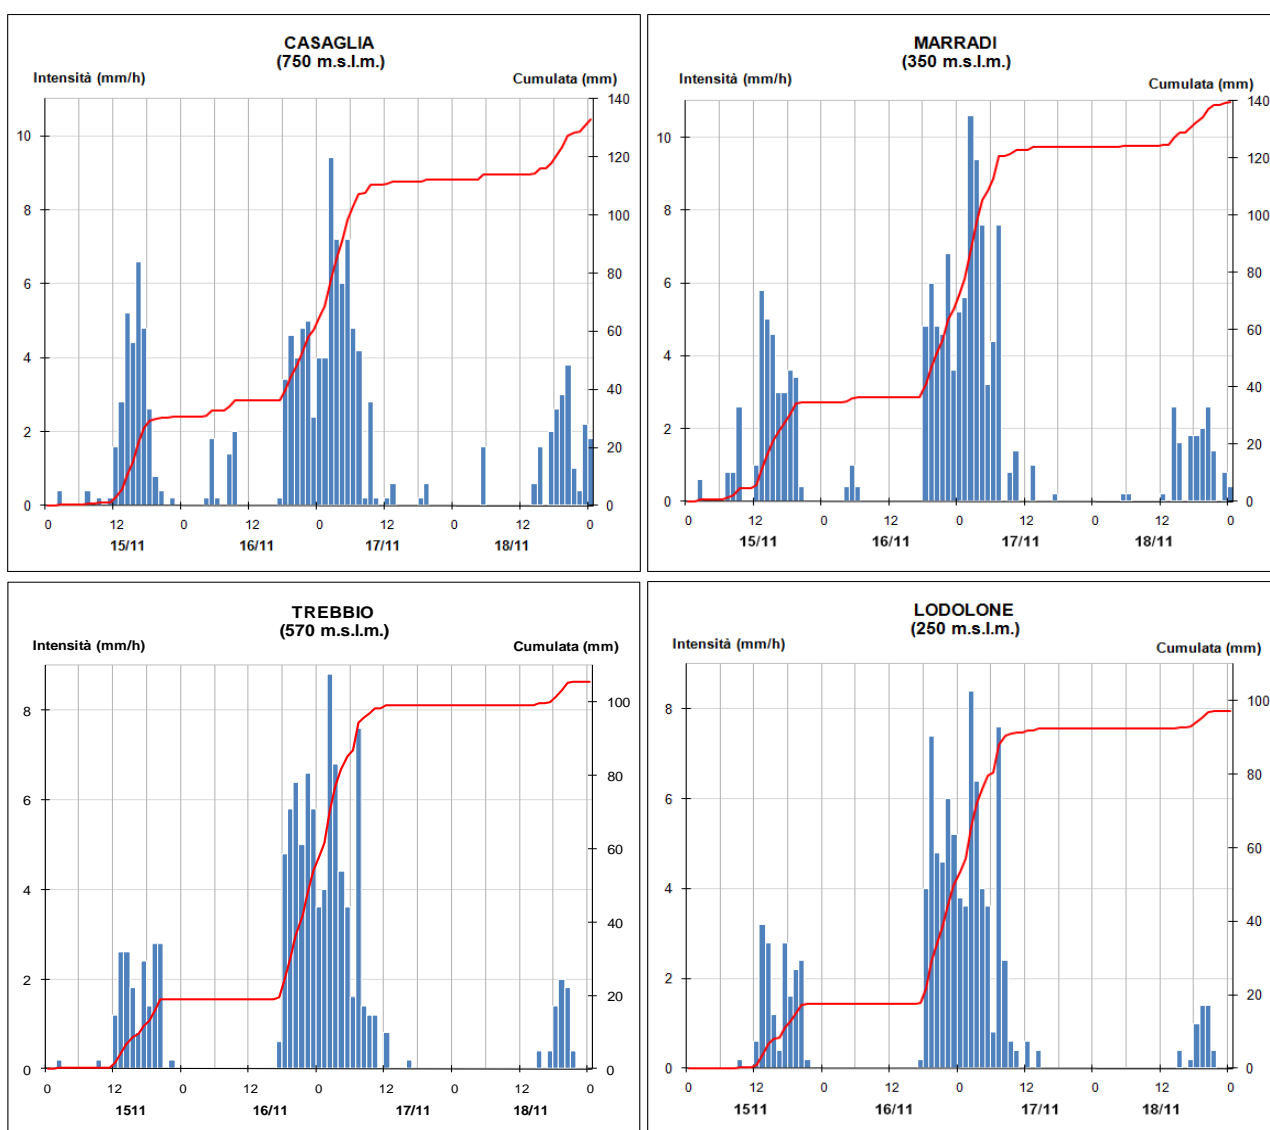 CASAGLIA
(750 m.s.l.m.)
Intensità (mm/h)
Cumulata (mm)
140
120
100
80
60
40
20
0
10
8
6
4
2
0
0 12 0 12 0 12 0 12 0
15/11 16/11 17/11 18/11
MARRADI
(350 m.s.l.m.)
Intensità (mm/h)
Cumulata (mm)
140
120
100
80
60
40
20
0
10
8
6
4
2
0
0 12 0 12 0 12 0 12 0
15/11 16/11 17/11 18/11
TREBBIO
(570 m.s.l.m.)
Intensità (mm/h)
Cumulata (mm)
100
80
60
40
20
0
8
6
4
2
0
0 12 0 12 0 12 0 12 0
1511 16/11 17/11 18/11
LODOLONE
(250 m.s.l.m.)
Intensità (mm/h)
Cumulata (mm)
100
80
60
40
20
0
8
6
4
2
0
0 12 0 12 0 12 0 12 0
1511 16/11 17/11 18/11